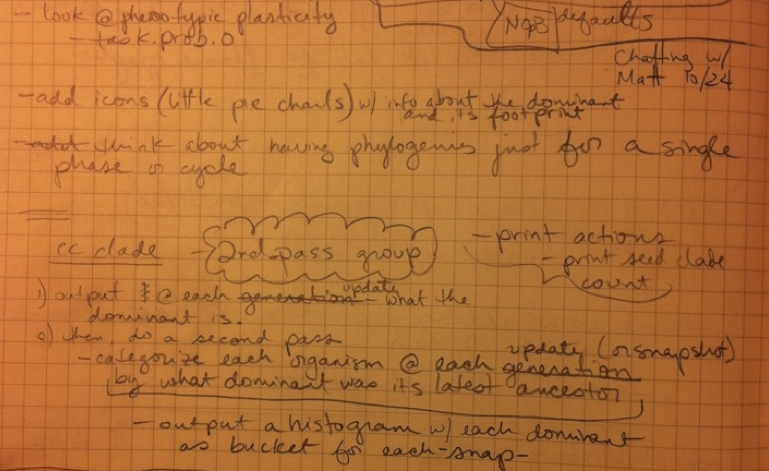 - look @ phenotypic plasticity
- task.prob.0
defaults
Chatting w/
Matt 10/24
- add icons (little pie charts) w/ info about the dominant
and its footprint
- add think about having phylogenies just for a single
phase or cycle
cc clade - 2nd-pass group
- print actions
- print seed clade
count
1) output @ each generation update - what the
dominant is.
2) then do a second pass
- categorize each organism @ each generation update (or snapshot)
by what dominant was its latest ancestor
- output a histogram w/ each dominant
as bucket for each-snap-